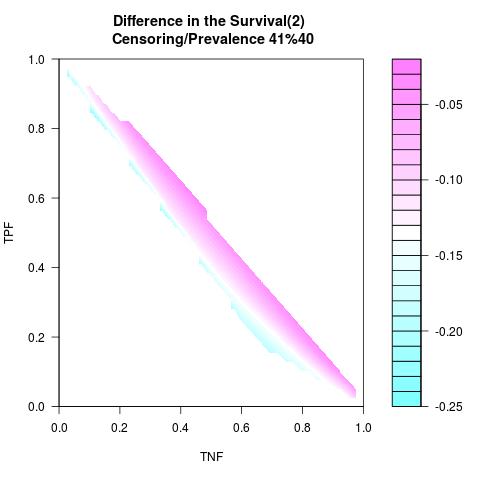 Difference in the Survival(2)
Censoring/Prevalence 41%40
1.0
0.8
0.6
0.4
0.2
0.0
TPF
0.0 0.2 0.4 0.6 0.8 1.0
TNF
-0.05
-0.10
-0.15
-0.20
-0.25